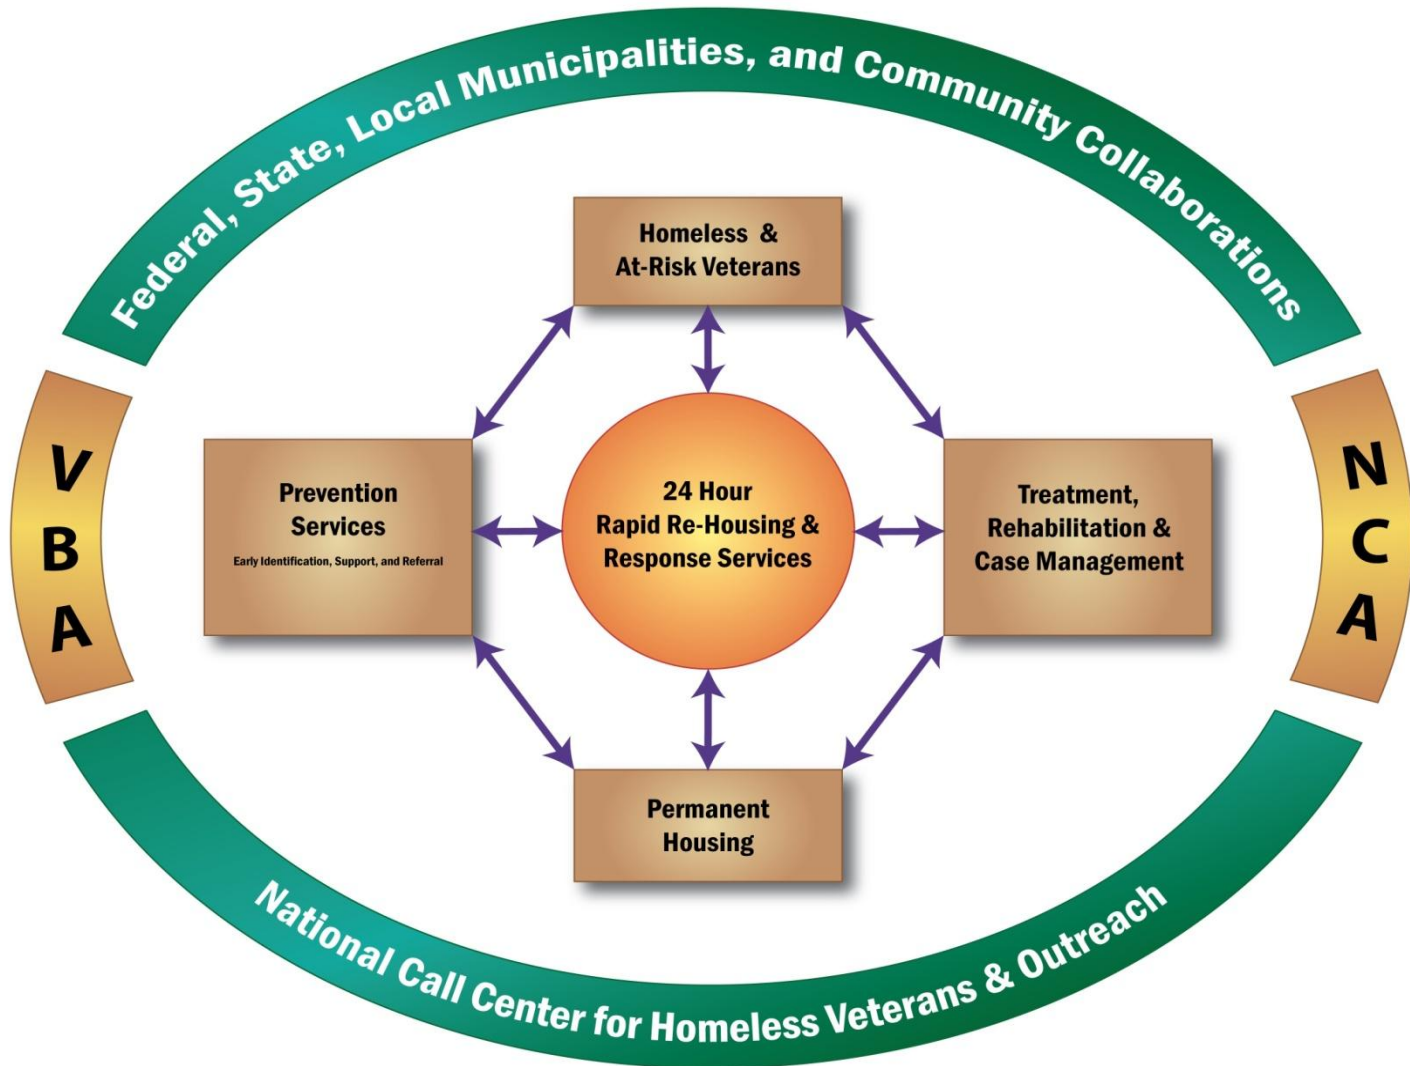 Federal, State, Local Municipalities, and Community Collaborations
Homeless &
At-Risk Veterans
V
B
A
Prevention
Services
Early Identification, Support, and Referral
24 Hour
Rapid Re-Housing &
Response Services
Treatment,
Rehabilitation &
Case Management
N
C
A
Permanent
Housing
National Call Center for Homeless Veterans & Outreach